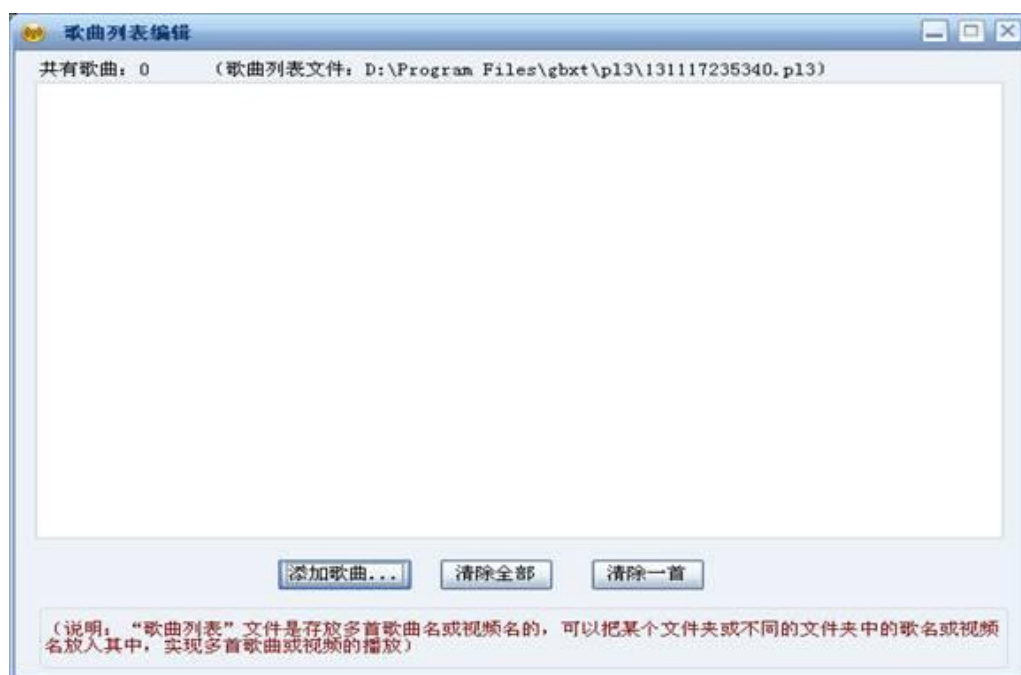 歌曲列表编辑
共有歌曲：0 （歌曲列表文件：D:\Program Files\gbxt\pl3\131117235340.pl3）
添加歌曲... 清除全部 清除一首
（说明：“歌曲列表”文件是存放多首歌曲名或视频名的，可以把某个文件夹或不同的文件夹中的歌名或视频
名放入其中，实现多首歌曲或视频的播放）